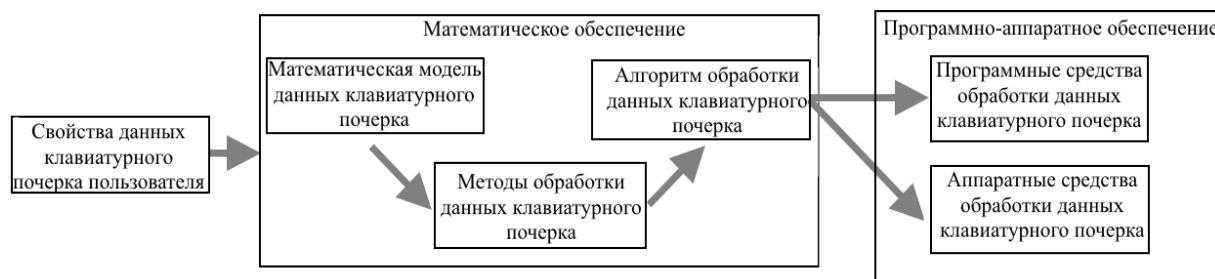 Свойства данных
клавиатурного
почерка пользователя
Математическое обеспечение
Математическая модель
данных клавиатурного
почерка
Методы обработки
данных клавиатурного
почерка
Алгоритм обработки
данных клавиатурного
почерка
Программно-аппаратное обеспечение
Программные средства
обработки данных
клавиатурного почерка
Аппаратные средства
обработки данных
клавиатурного почерка